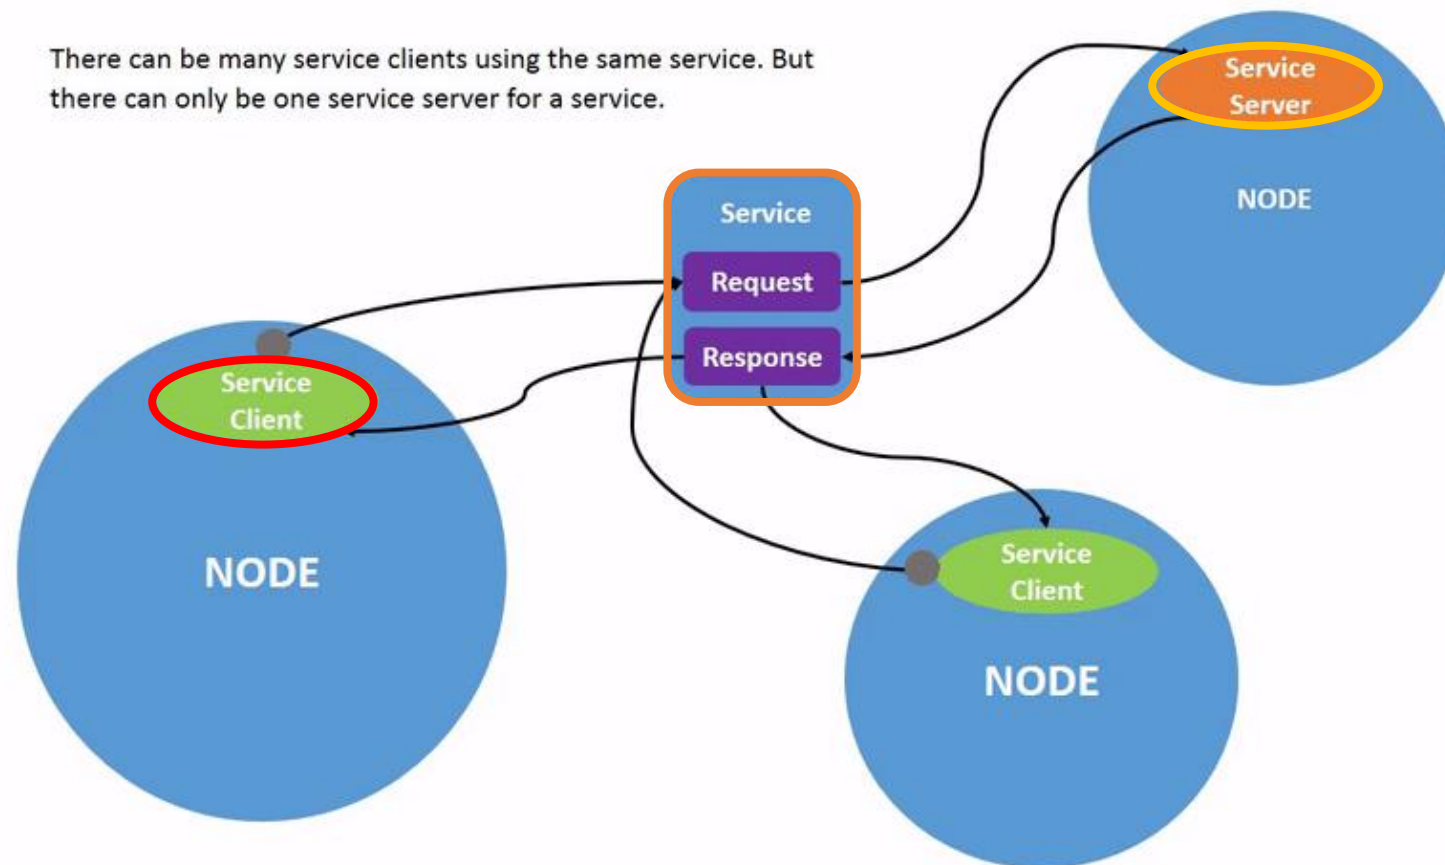 There can be many service clients using the same service. But
there can only be one service server for a service.
Service
Server
NODE
Service
Request
Response
Service
Client
NODE
Service
Client
NODE